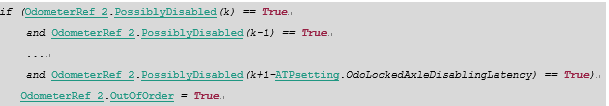 if (OdometerRef_2.PossiblyDisabled(k) == True
and OdometerRef_2.PossiblyDisabled(k-1) == True
....
and OdometerRef_2.PossiblyDisabled(k+1-ATPsetting.OdoLockedAxleDisablingLatency) == True)
OdometerRef_2.OutOfOrder = True